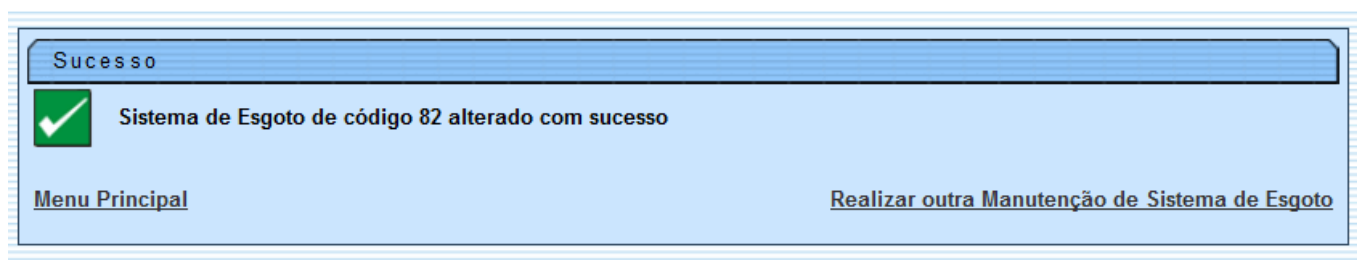 Sucesso
Sistema de Esgoto de código 82 alterado com sucesso
Menu Principal
Realizar outra Manutenção de Sistema de Esgoto